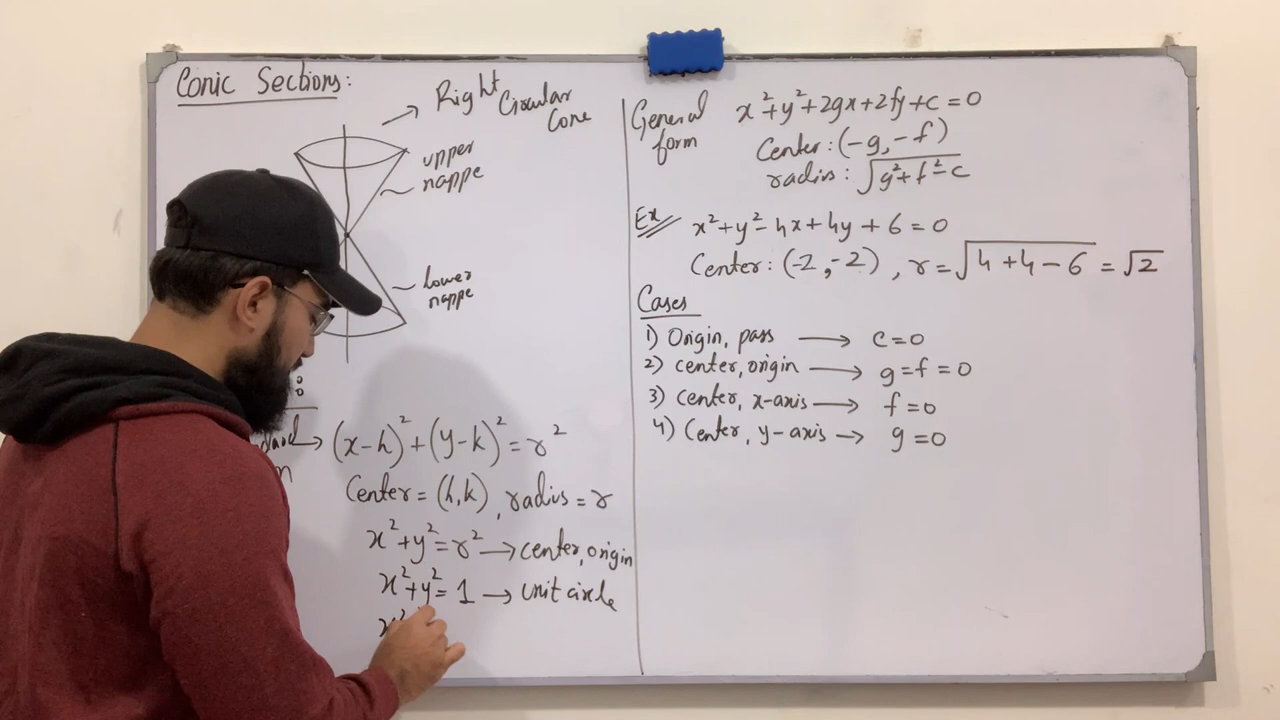 Conic Sections:
Right Circular Cone
upper nappe
lower nappe
(x-h)² + (y-k)² = r²
Center = (h,k), radius = r
x² + y² = r² → center, origin
x² + y² = 1 → unit circle
x²
General form x² + y² + 2gx + 2fy + c = 0
Center: (-g, -f)
radius: √(g² + f² - c)
Ex x² + y² - 4x + 4y + 6 = 0
Center: (-2, -2), r = √(4 + 4 - 6) = √2
Cases
1) Origin, pass → c = 0
2) center, origin → g = f = 0
3) center, x-axis → f = 0
4) Center, y-axis → g = 0